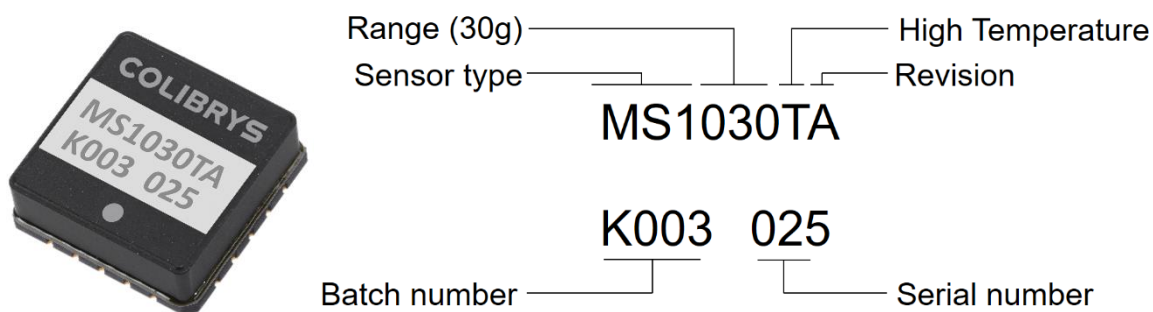 COLIBRYS
MS1030TA
K003 025
Range (30g)
High Temperature
Sensor type
Revision
MS1030TA
K003 025
Batch number
Serial number